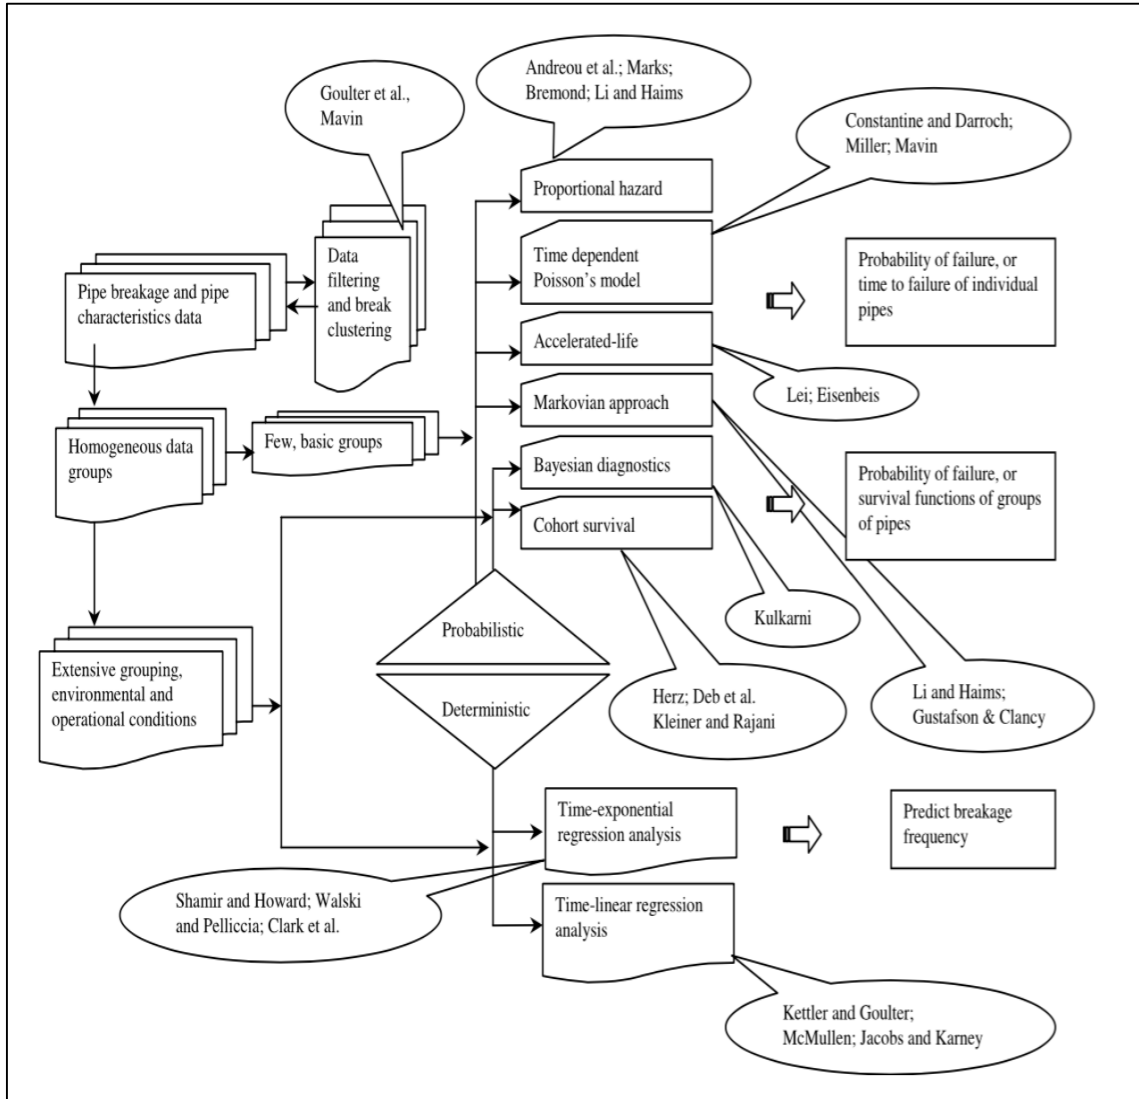 Andreou et al.; Marks;
Bremond; Li and Haims
Goulter et al.,
Mavin
Constantine and Darroch;
Miller; Mavin
Proportional hazard
Time dependent
Poisson’s model
Data
filtering
and break
clustering
Pipe breakage and pipe
characteristics data
Probability of failure, or
time to failure of individual
pipes
Accelerated-life
Lei; Eisenbeis
Markovian approach
Homogeneous data
groups
Few, basic groups
Bayesian diagnostics
Probability of failure, or
survival functions of groups
of pipes
Cohort survival
Kulkarni
Probabilistic
Extensive grouping,
environmental and
operational conditions
Deterministic
Herz; Deb et al.
Kleiner and Rajani
Li and Haims;
Gustafson & Clancy
Time-exponential
regression analysis
Predict breakage
frequency
Shamir and Howard; Walski
and Pelliccia; Clark et al.
Time-linear regression
analysis
Kettler and Goulter;
McMullen; Jacobs and Karney